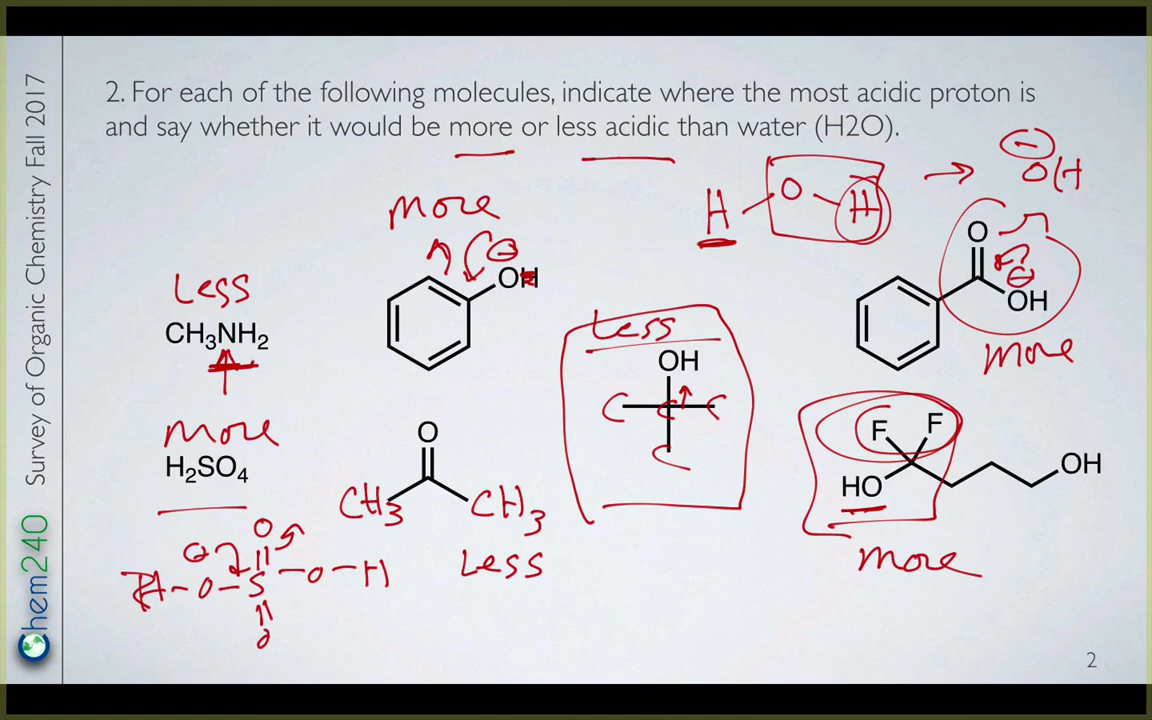 2. For each of the following molecules, indicate where the most acidic proton is
and say whether it would be more or less acidic than water (H2O).
H O H → OH
more
OH
O
OH
more
Less
CH3NH2
Less
OH
C C C
C
more
H2SO4
O
CH3 CH3
Less
F F
HO
OH
more
O
H-O-S-O-H
O
Survey of Organic Chemistry Fall 2017
Chem240
2